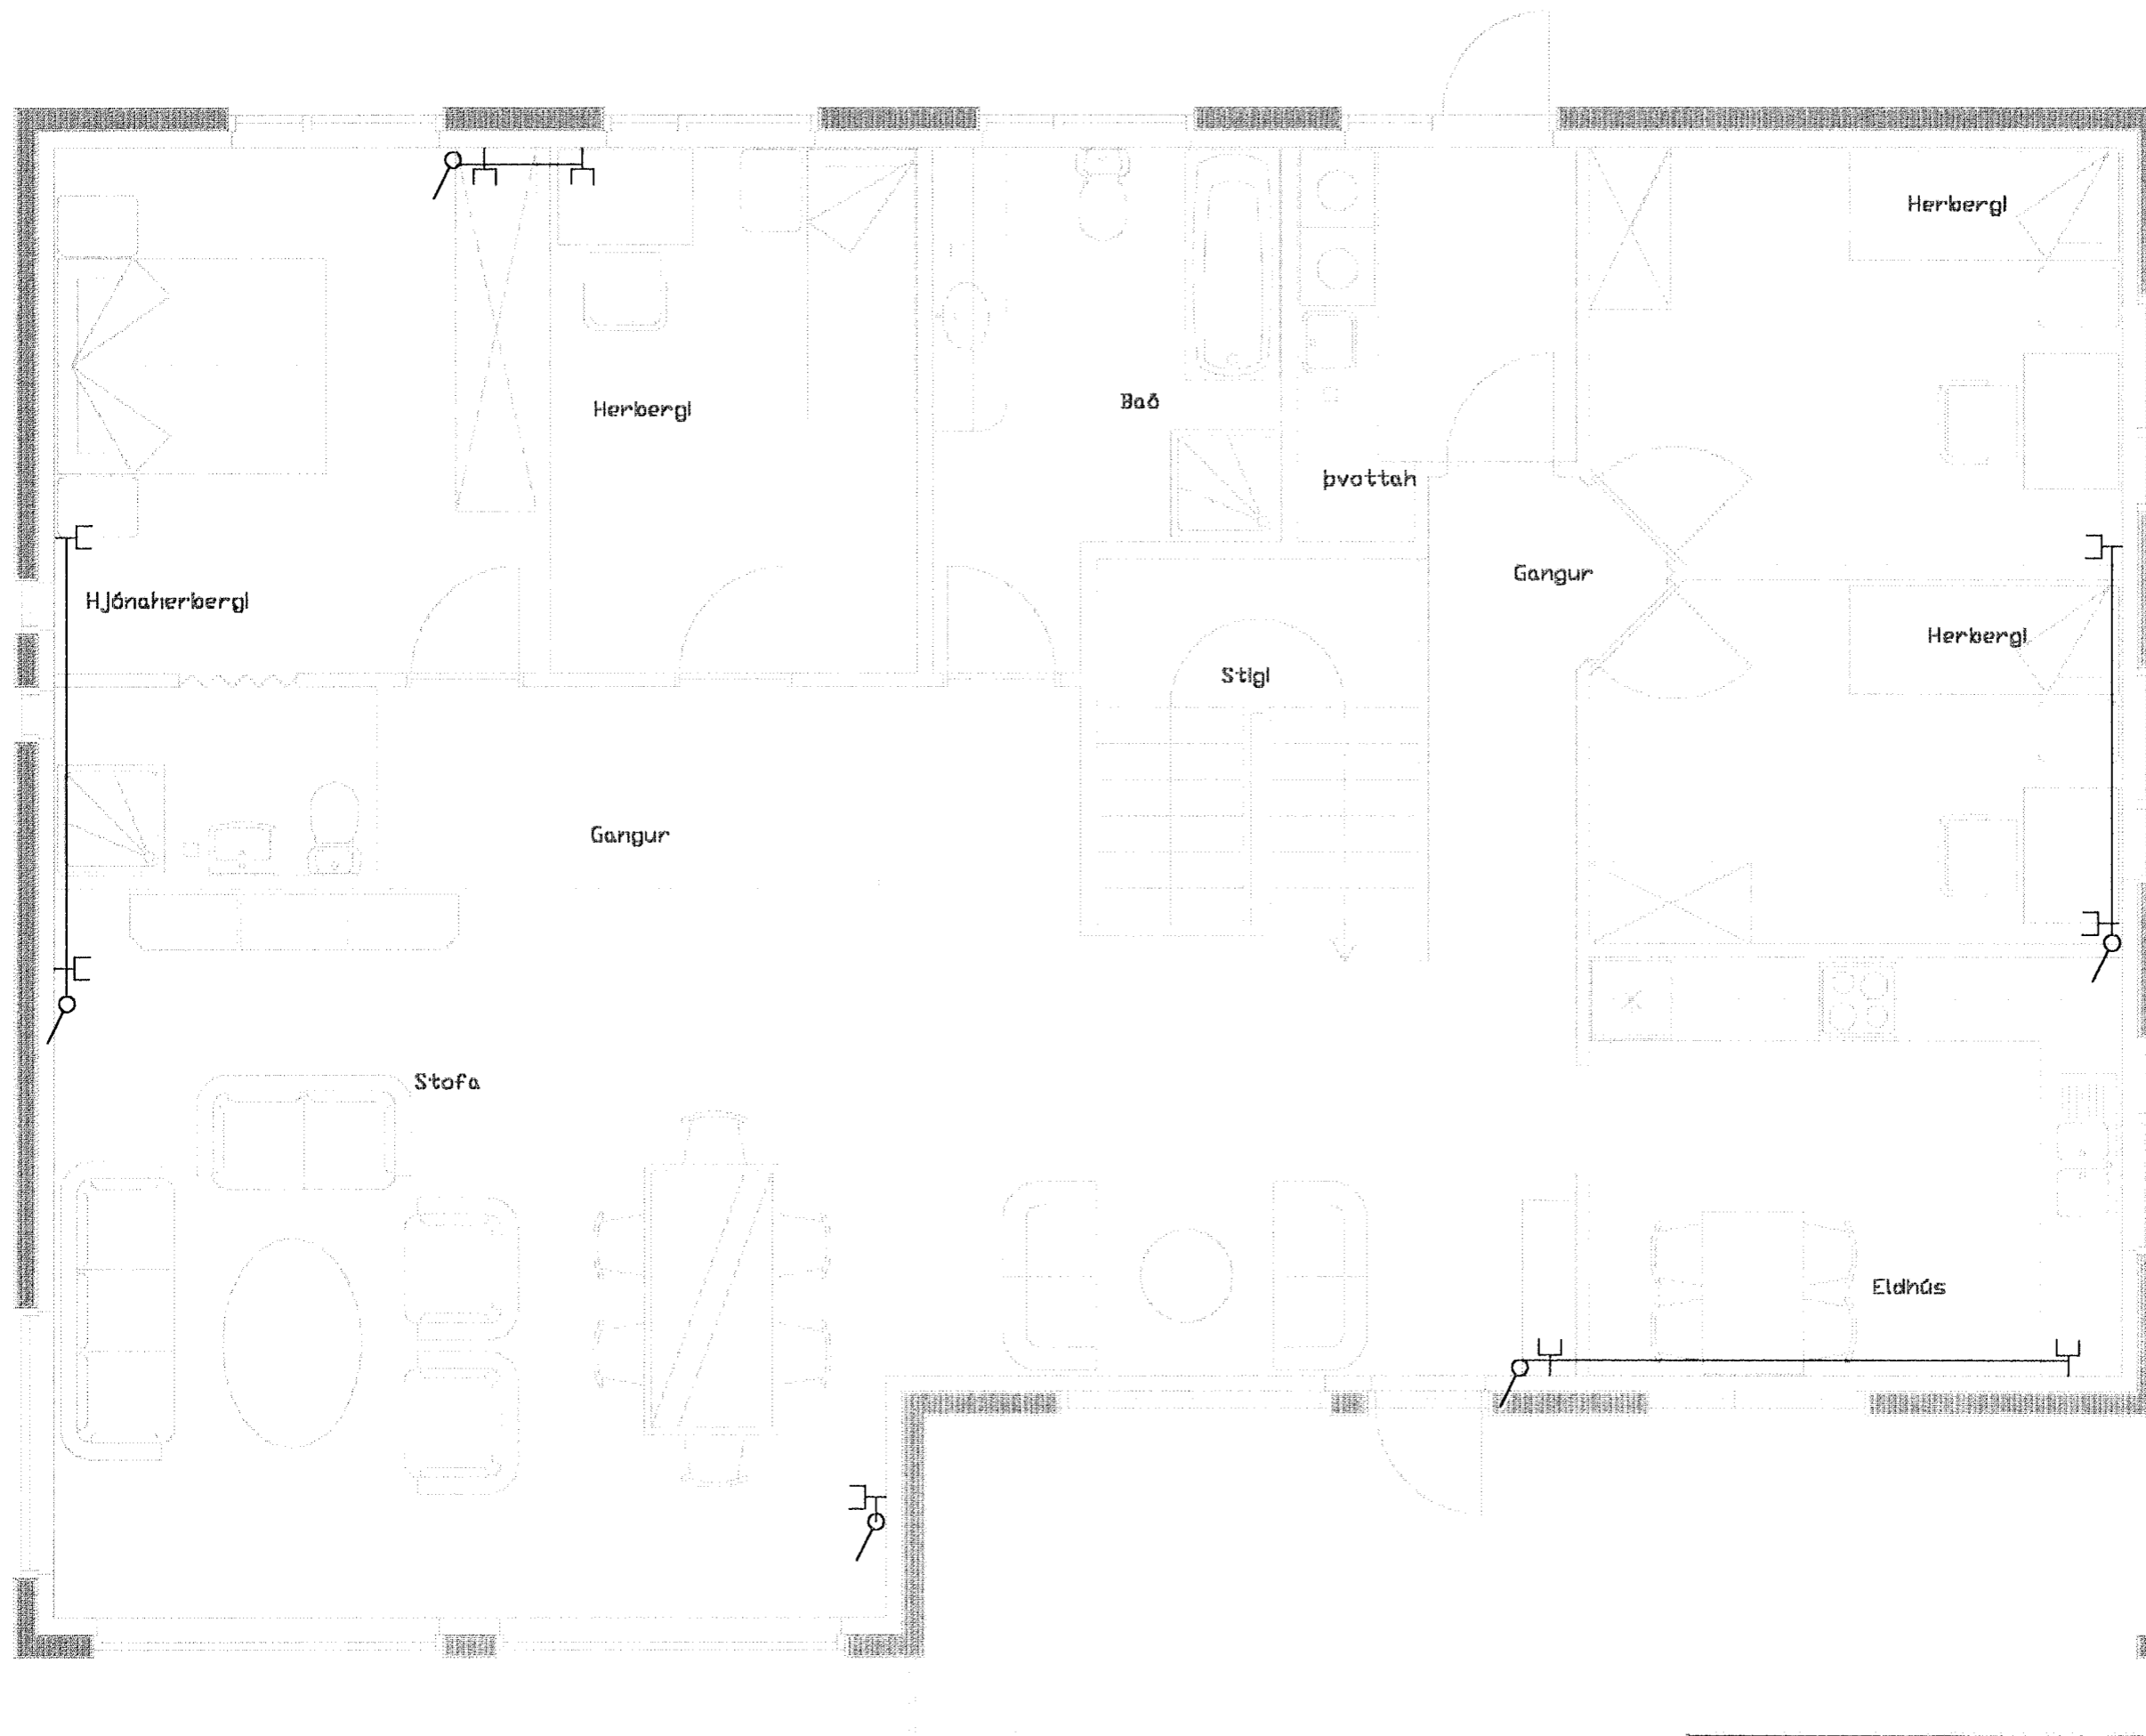 Herbergi
Bað
Herbergi
þvottah
Gangur
Hjónaherbergi
Herbergi
Stigi
Gangur
Stofa
Eldhús